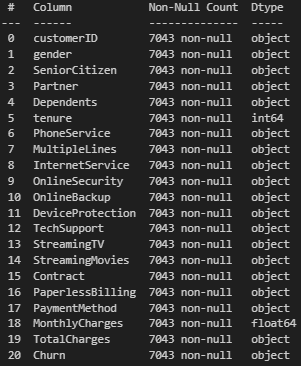 #   Column            Non-Null Count  Dtype
---  ------            --------------  -----
 0   customerID        7043 non-null   object
 1   gender            7043 non-null   object
 2   SeniorCitizen     7043 non-null   object
 3   Partner           7043 non-null   object
 4   Dependents        7043 non-null   object
 5   tenure            7043 non-null   int64
 6   PhoneService      7043 non-null   object
 7   MultipleLines     7043 non-null   object
 8   InternetService   7043 non-null   object
 9   OnlineSecurity    7043 non-null   object
 10  OnlineBackup      7043 non-null   object
 11  DeviceProtection  7043 non-null   object
 12  TechSupport       7043 non-null   object
 13  StreamingTV       7043 non-null   object
 14  StreamingMovies   7043 non-null   object
 15  Contract          7043 non-null   object
 16  PaperlessBilling  7043 non-null   object
 17  PaymentMethod     7043 non-null   object
 18  MonthlyCharges    7043 non-null   float64
 19  TotalCharges      7043 non-null   object
 20  Churn             7043 non-null   object